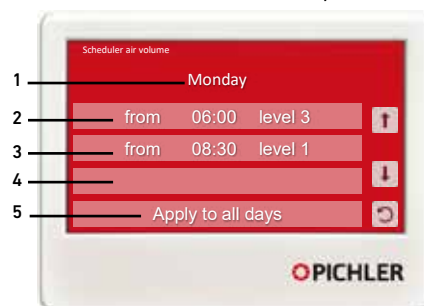 Scheduler air volume
1 Monday
2 from 06:00 level 3
3 from 08:30 level 1
4
5 Apply to all days
PICHLER